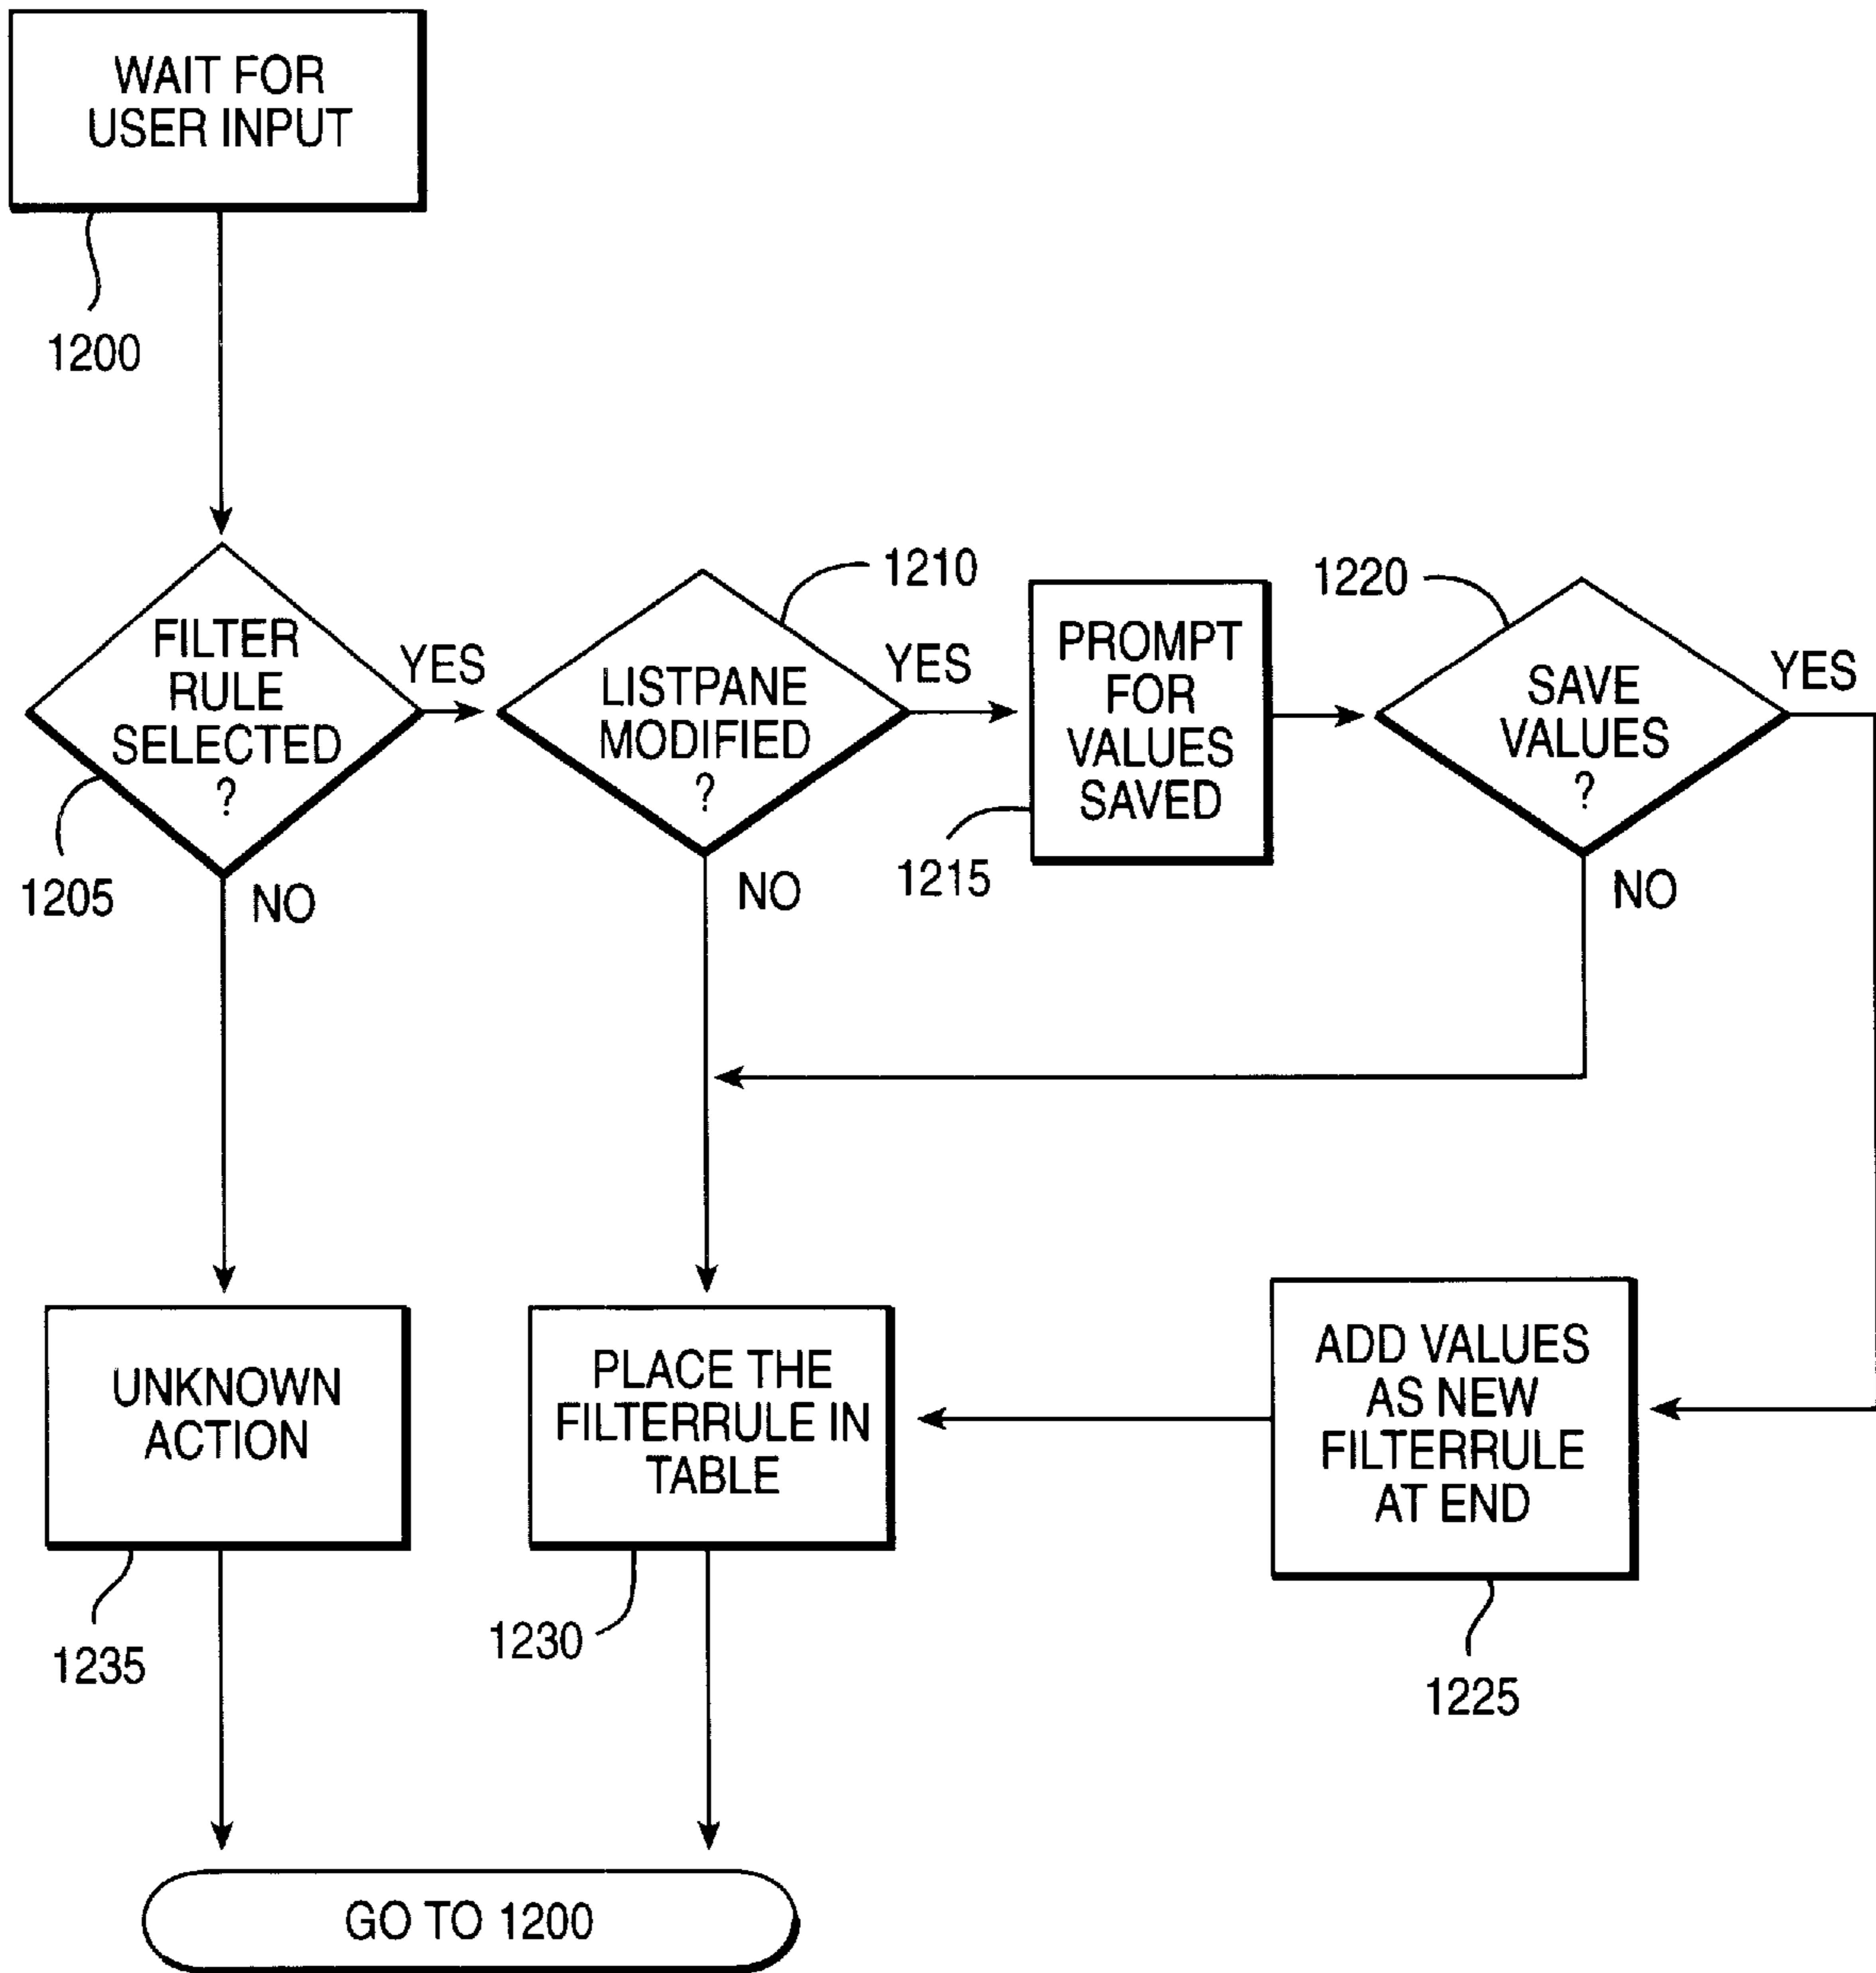 WAIT FOR
USER INPUT
1200
FILTER
RULE
SELECTED
?
1205
YES
NO
LISTPANE
MODIFIED
?
1210
YES
NO
PROMPT
FOR
VALUES
SAVED
1215
SAVE
VALUES
?
1220
YES
NO
UNKNOWN
ACTION
1235
PLACE THE
FILTERRULE IN
TABLE
1230
ADD VALUES
AS NEW
FILTERRULE
AT END
1225
GO TO 1200